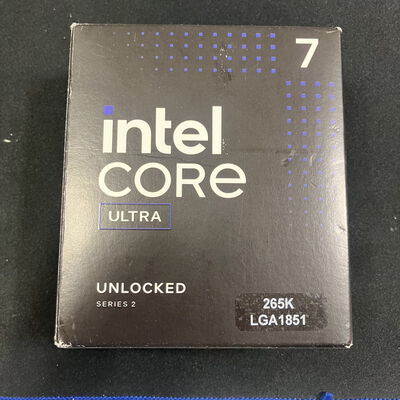 7
intel
CORE
ULTRA
UNLOCKED
SERIES 2
265K
LGA1851